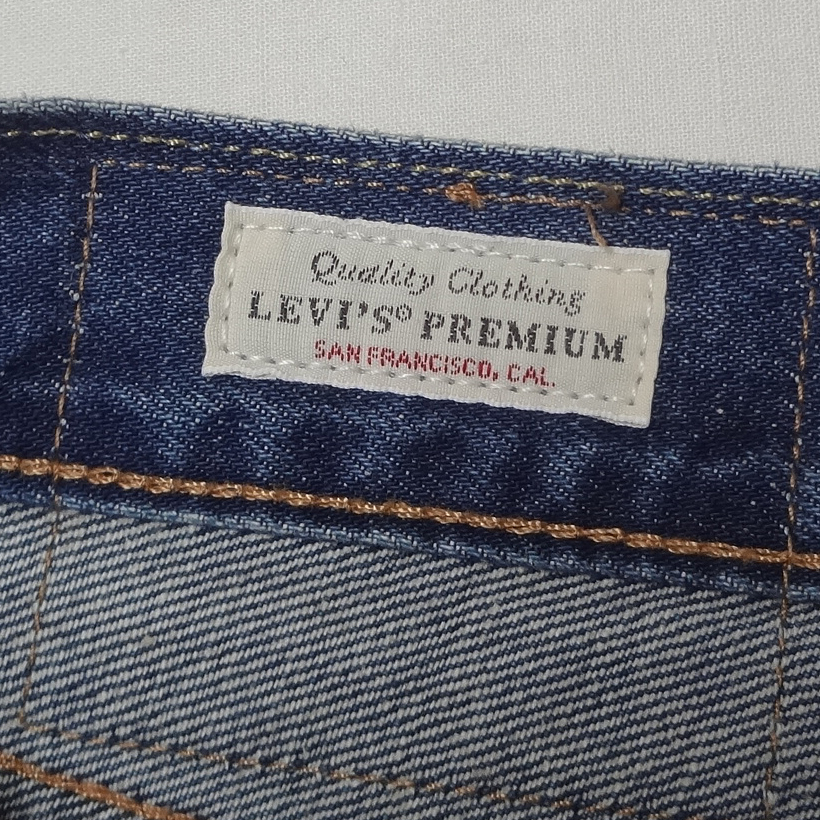 Quality Clothing
LEVI'S® PREMIUM
SAN FRANCISCO, CAL.